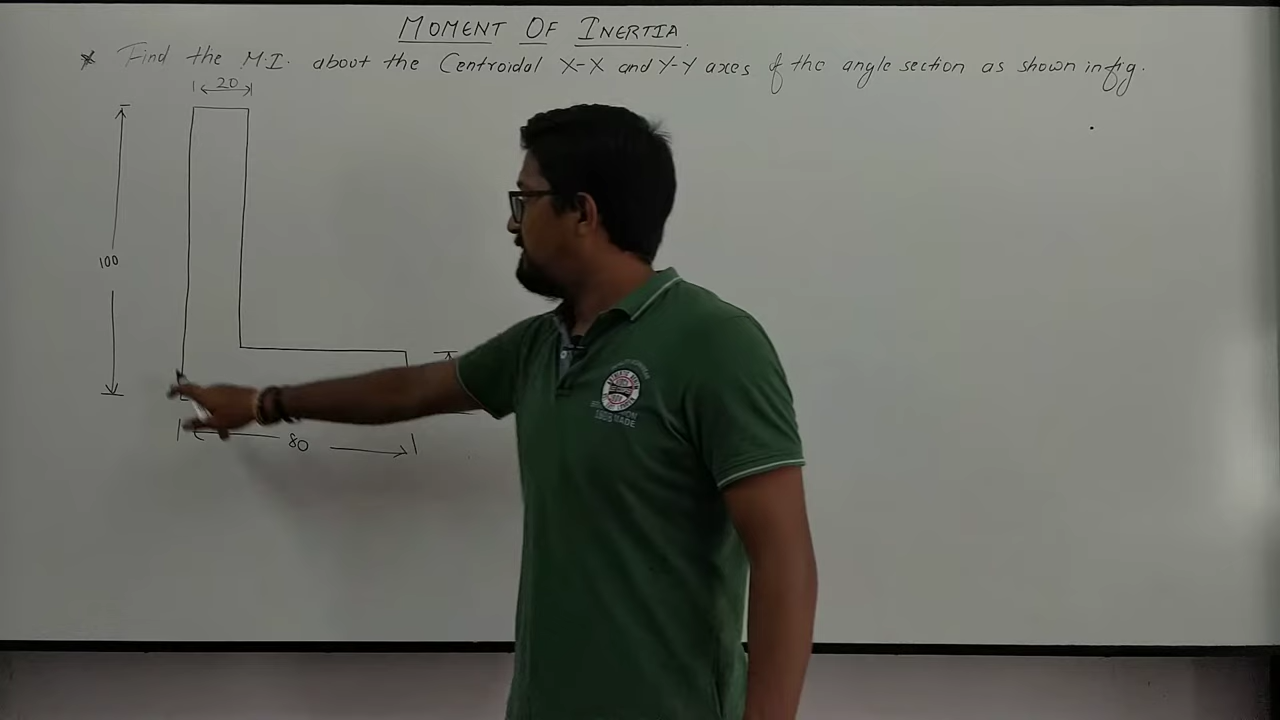 MOMENT OF INERTIA
* Find the M.I. about the Centroidal X-X and Y-Y axes of the angle section as shown in fig.
20
100
80